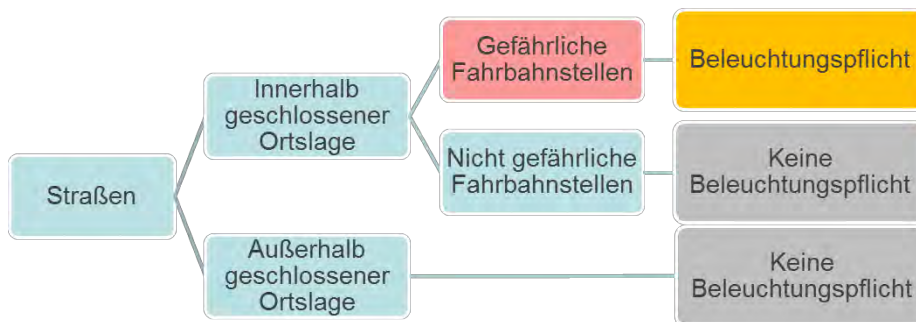 Straßen
Innerhalb
geschlossener
Ortslage
Außerhalb
geschlossener
Ortslage
Gefährliche
Fahrbahnstellen
Nicht gefährliche
Fahrbahnstellen
Beleuchtungspflicht
Keine
Beleuchtungspflicht
Keine
Beleuchtungspflicht